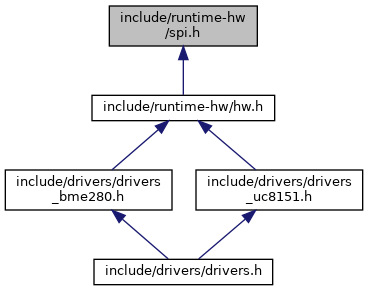 include/runtime-hw
/spi.h
include/runtime-hw/hw.h
include/drivers/drivers
_bme280.h
include/drivers/drivers
_uc8151.h
include/drivers/drivers.h